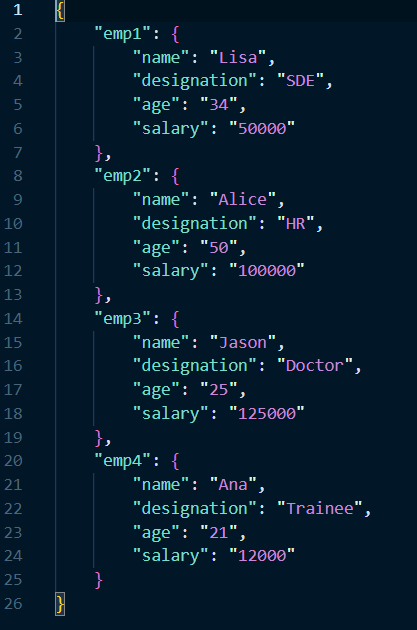 1 {
2     "emp1": {
3         "name": "Lisa",
4         "designation": "SDE",
5         "age": "34",
6         "salary": "50000"
7     },
8     "emp2": {
9         "name": "Alice",
10         "designation": "HR",
11         "age": "50",
12         "salary": "100000"
13     },
14     "emp3": {
15         "name": "Jason",
16         "designation": "Doctor",
17         "age": "25",
18         "salary": "125000"
19     },
20     "emp4": {
21         "name": "Ana",
22         "designation": "Trainee",
23         "age": "21",
24         "salary": "12000"
25     }
26 }